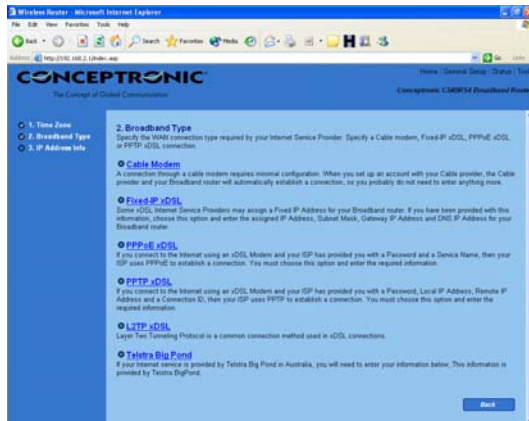 Wireless Router - Microsoft Internet Explorer
File Edit View Favorites Tools Help
Back Search Favorites Media
Address http://192.168.2.1/index.asp Go Links
CONCEPTRONIC
The Concept of Global Communication
Home | General Setup | Status | Tool
Conceptronic C54BRS4 Broadband Route
1. Time Zone
2. Broadband Type
3. IP Address Info
2. Broadband Type
Specify the WAN connection type required by your Internet Service Provider. Specify a Cable modem, Fixed-IP xDSL, PPPoE xDSL
or PPTP xDSL connection.
Cable Modem
A connection through a cable modem requires minimal configuration. When you set up an account with your Cable provider, the Cable
provider and your Broadband router will automatically establish a connection, so you probably do not need to enter anything more.
Fixed-IP xDSL
Some xDSL Internet Service Providers may assign a Fixed IP Address for your Broadband router. If you have been provided with this
information, choose this option and enter the assigned IP Address, Subnet Mask, Gateway IP Address and DNS IP Address for your
Broadband router.
PPPoE xDSL
If you connect to the Internet using an xDSL Modem and your ISP has provided you with a Password and a Service Name, then your
ISP uses PPPoE to establish a connection. You must choose this option and enter the required information.
PPTP xDSL
If you connect to the Internet using an xDSL Modem and your ISP has provided you with a Password, Local IP Address, Remote IP
Address and a Connection ID, then your ISP uses PPTP to establish a connection. You must choose this option and enter the
required information.
L2TP xDSL
Layer Two Tunneling Protocol is a common connection method used in xDSL connections.
Telstra Big Pond
If your Internet service is provided by Telstra Big Pond in Australia, you will need to enter your information below. This information is
provided by Teistra BigPond.
Back